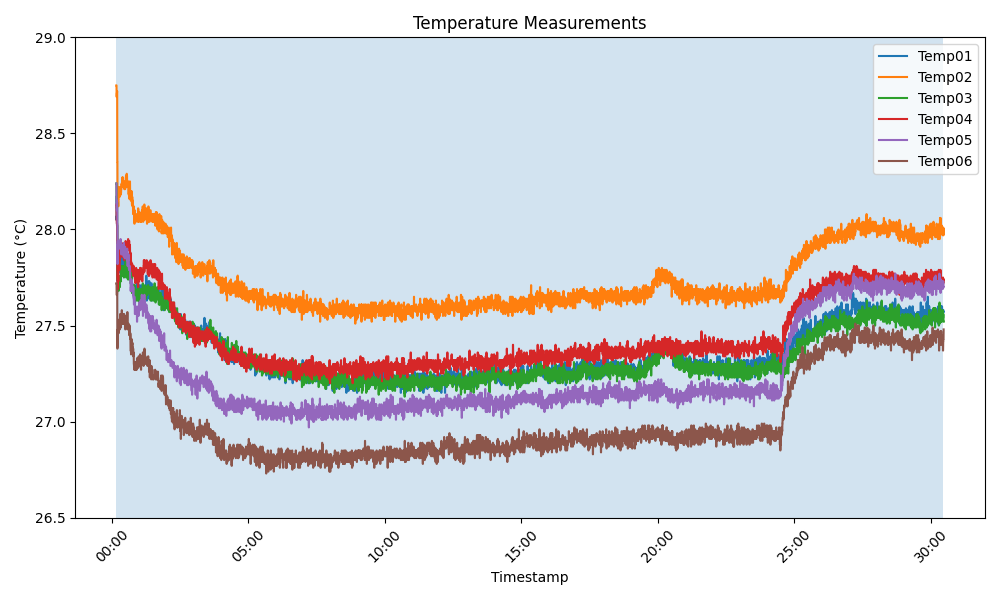 Temperature Measurements
29.0
28.5
28.0
27.5
27.0
26.5
Temperature (°C)
Temp01
Temp02
Temp03
Temp04
Temp05
Temp06
00:00
05:00
10:00
15:00
20:00
25:00
30:00
Timestamp